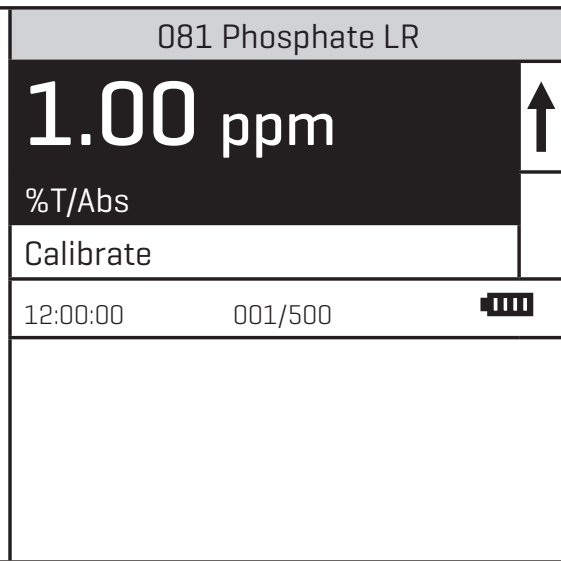 081 Phosphate LR
1.00 ppm
%T/Abs
Calibrate
12:00:00 001/500